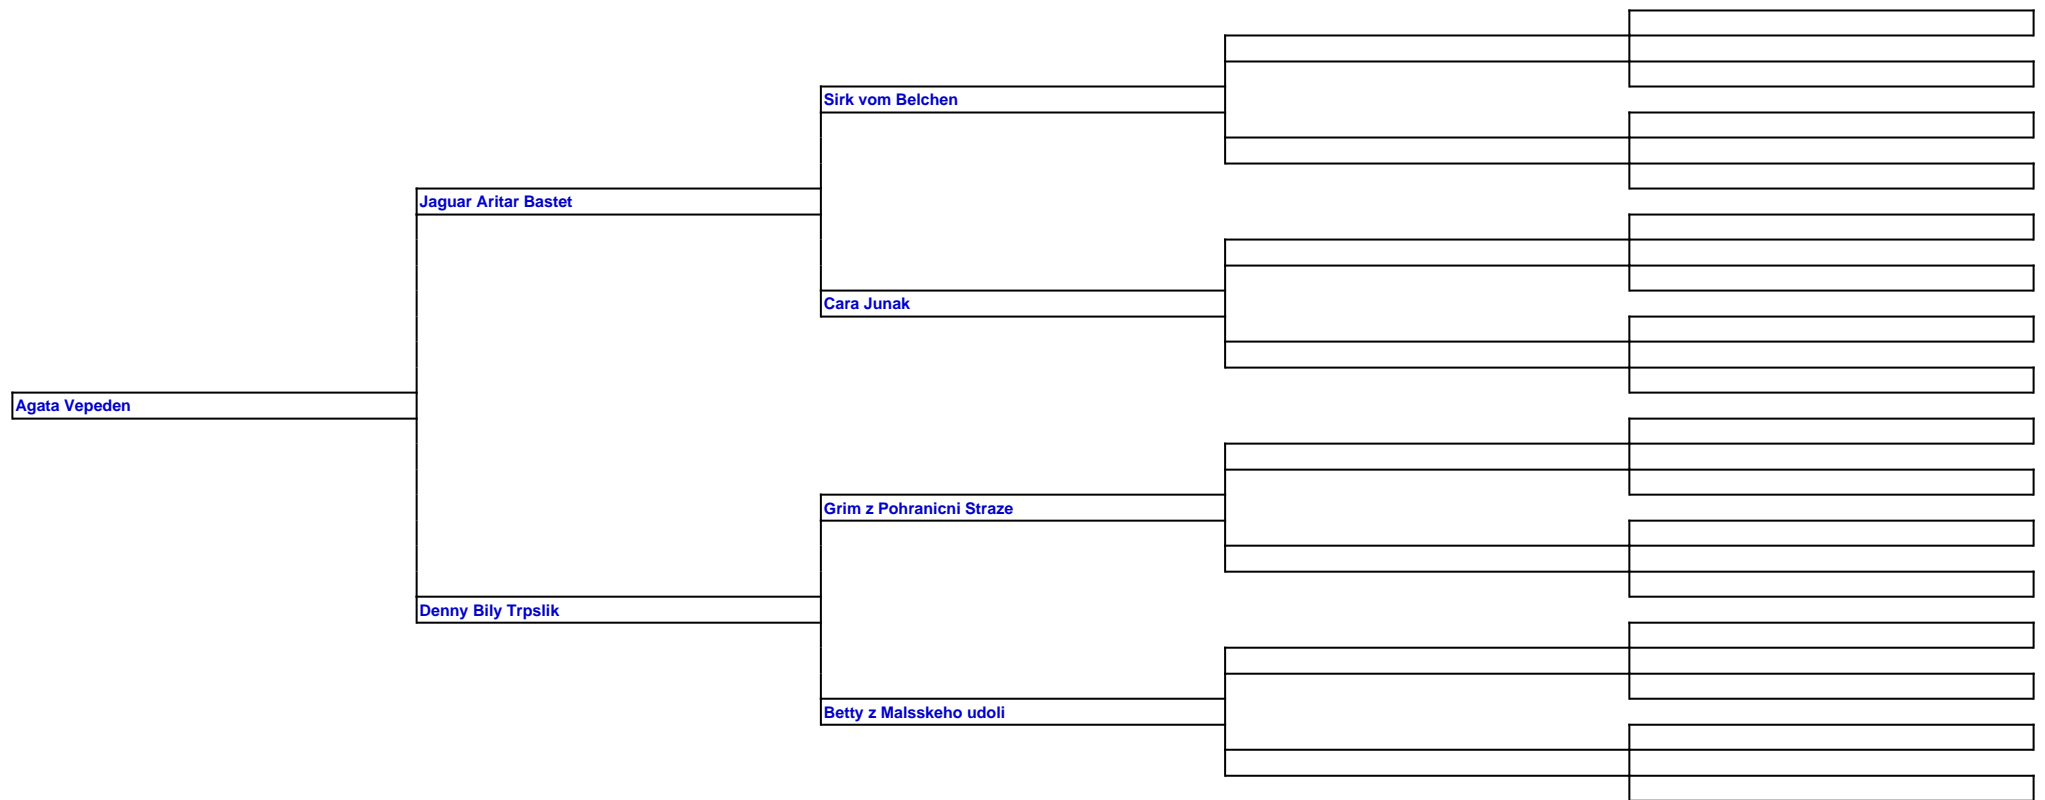 Sirk vom Belchen
Jaguar Aritar Bastet
Cara Junak
Agata Vepeden
Grim z Pohranicni Straze
Denny Bily Trpslik
Betty z Malsskeho udoli